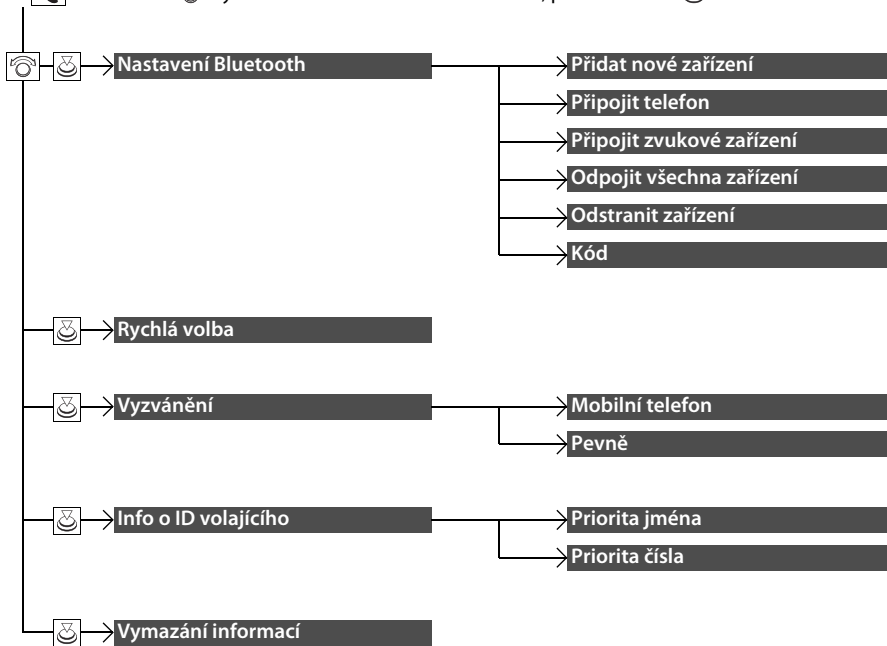 Nastavení Bluetooth
Přidat nové zařízení
Připojit telefon
Připojit zvukové zařízení
Odpojit všechna zařízení
Odstranit zařízení
Kód
Rychlá volba
Vyzvánění
Mobilní telefon
Pevně
Info o ID volajícího
Priorita jména
Priorita čísla
Vymazání informací